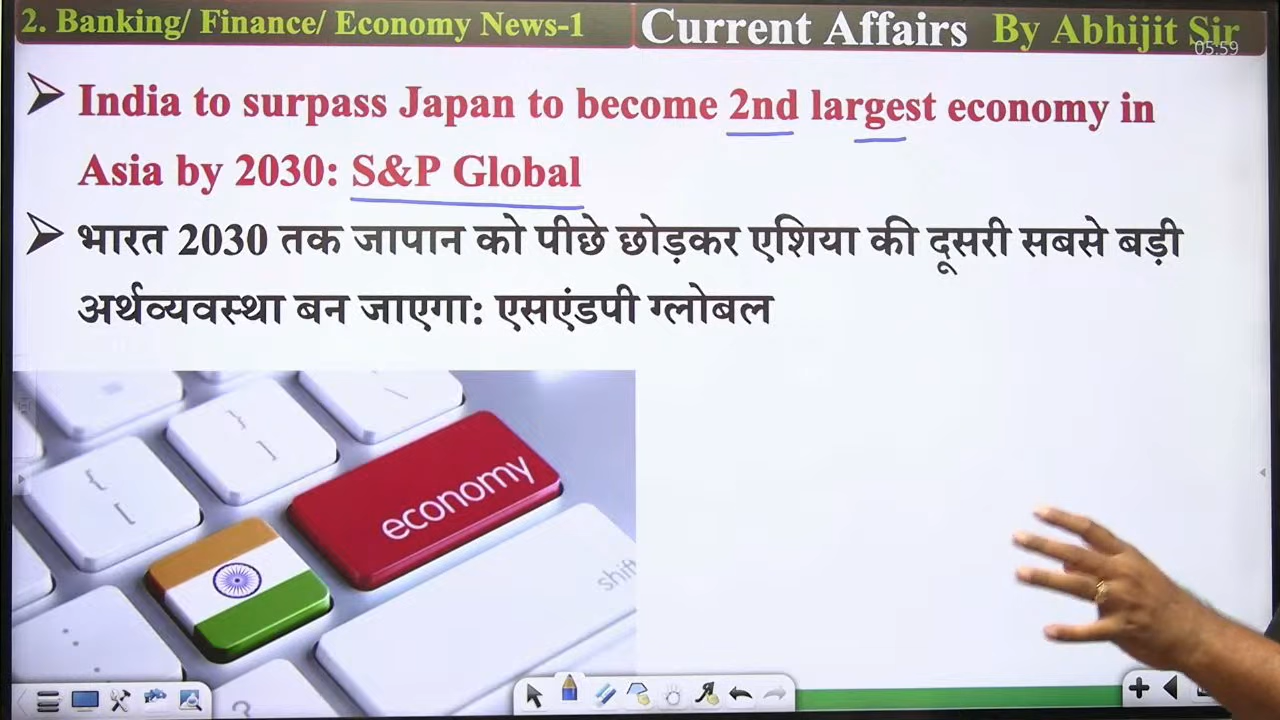 2. Banking/ Finance/ Economy News-1
Current Affairs By Abhijit Sir
05:59
India to surpass Japan to become 2nd largest economy in
Asia by 2030: S&P Global
भारत 2030 तक जापान को पीछे छोड़कर एशिया की दूसरी सबसे बड़ी
अर्थव्यवस्था बन जाएगा: एसएंडपी ग्लोबल
economy
shift